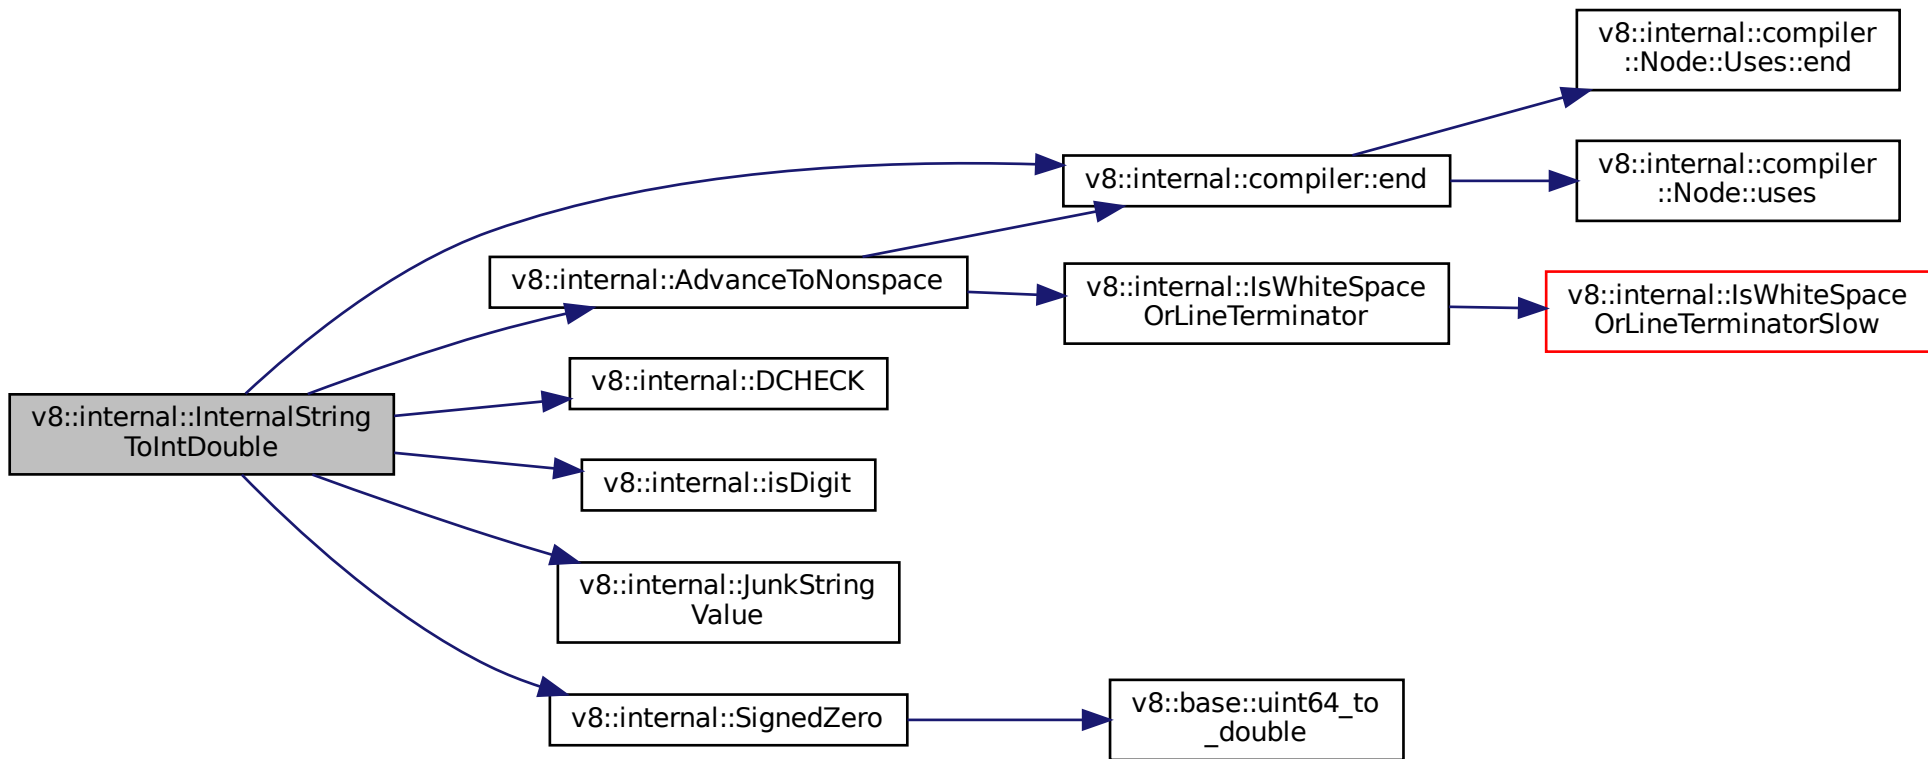 v8::internal::InternalString
ToIntDouble
v8::internal::AdvanceToNonspace
v8::internal::DCHECK
v8::internal::isDigit
v8::internal::JunkString
Value
v8::internal::SignedZero
v8::internal::compiler::end
v8::internal::IsWhiteSpace
OrLineTerminator
v8::base::uint64_to
_double
v8::internal::compiler
::Node::Uses::end
v8::internal::compiler
::Node::uses
v8::internal::IsWhiteSpace
OrLineTerminatorSlow